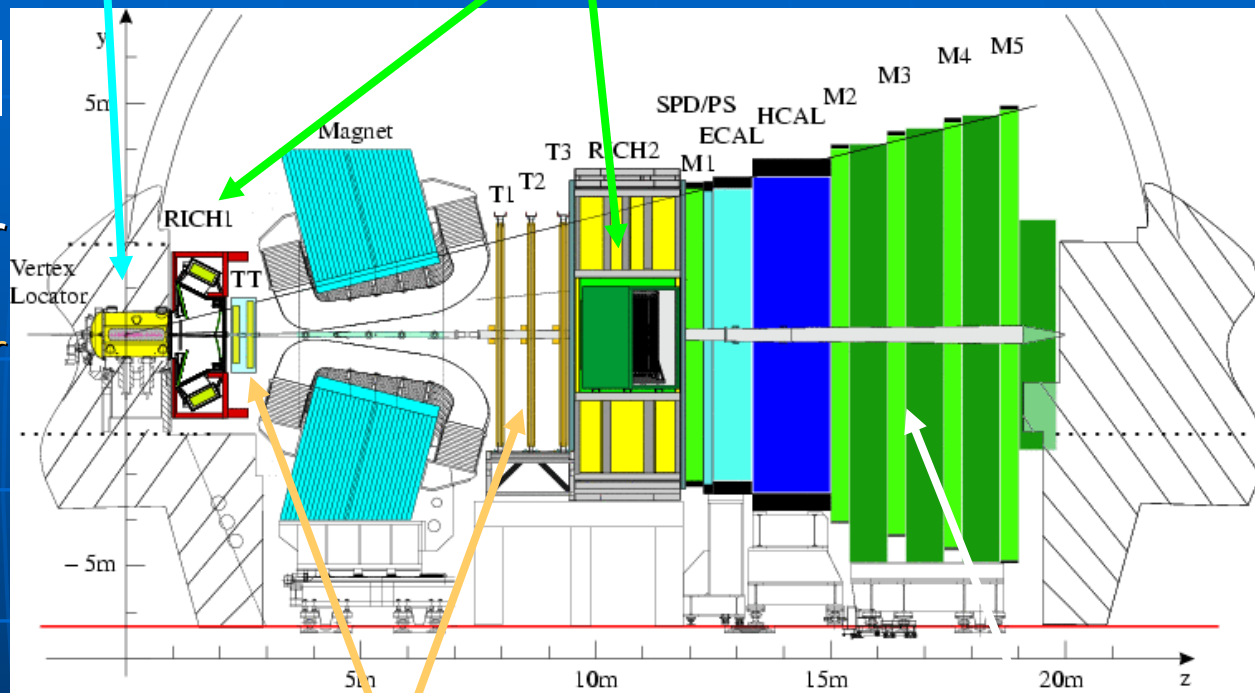 y
5m
Magnet
Vertex
Locator
RICH1
TT
T1
T2
T3
RICH2
M1
SPD/PS
ECAL
HCAL
M2
M3
M4
M5
– 5m
5m
10m
15m
20m
z